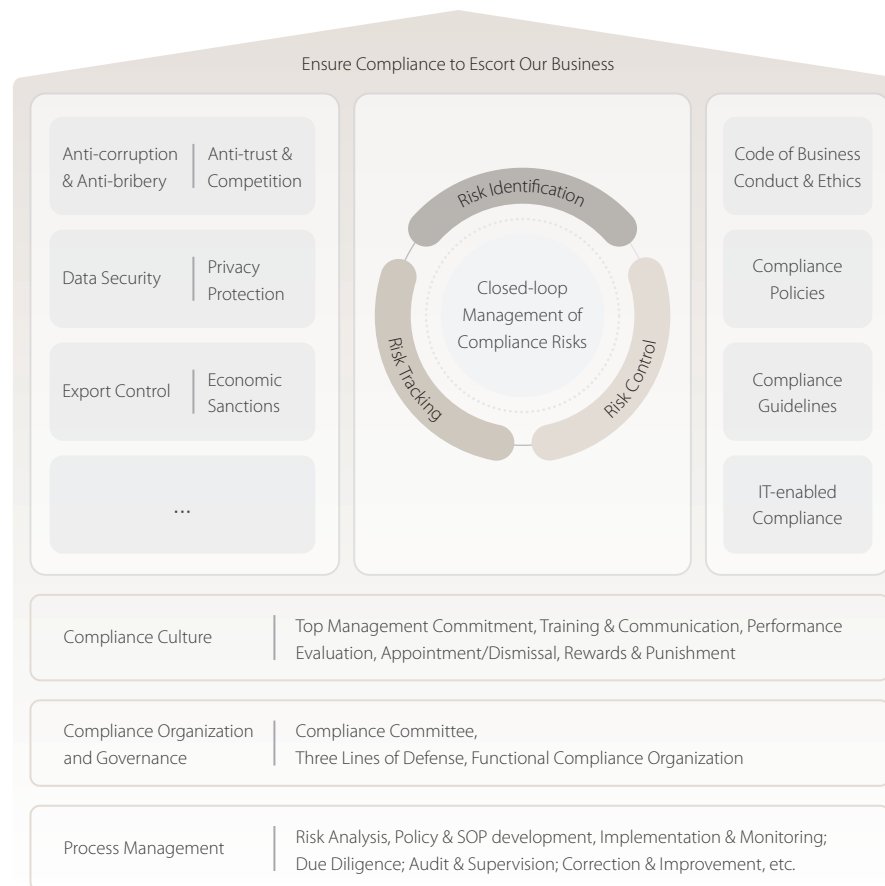 Ensure Compliance to Escort Our Business
Anti-corruption
& Anti-bribery
Anti-trust &
Competition
Data Security
Privacy
Protection
Export Control
Economic
Sanctions
...
Risk Identification
Closed-loop
Management of
Compliance Risks
Risk Tracking
Risk Control
Code of Business
Conduct & Ethics
Compliance
Policies
Compliance
Guidelines
IT-enabled
Compliance
Compliance Culture
Top Management Commitment, Training & Communication, Performance
Evaluation, Appointment/Dismissal, Rewards & Punishment
Compliance Organization
and Governance
Compliance Committee,
Three Lines of Defense, Functional Compliance Organization
Process Management
Risk Analysis, Policy & SOP development, Implementation & Monitoring;
Due Diligence; Audit & Supervision; Correction & Improvement, etc.